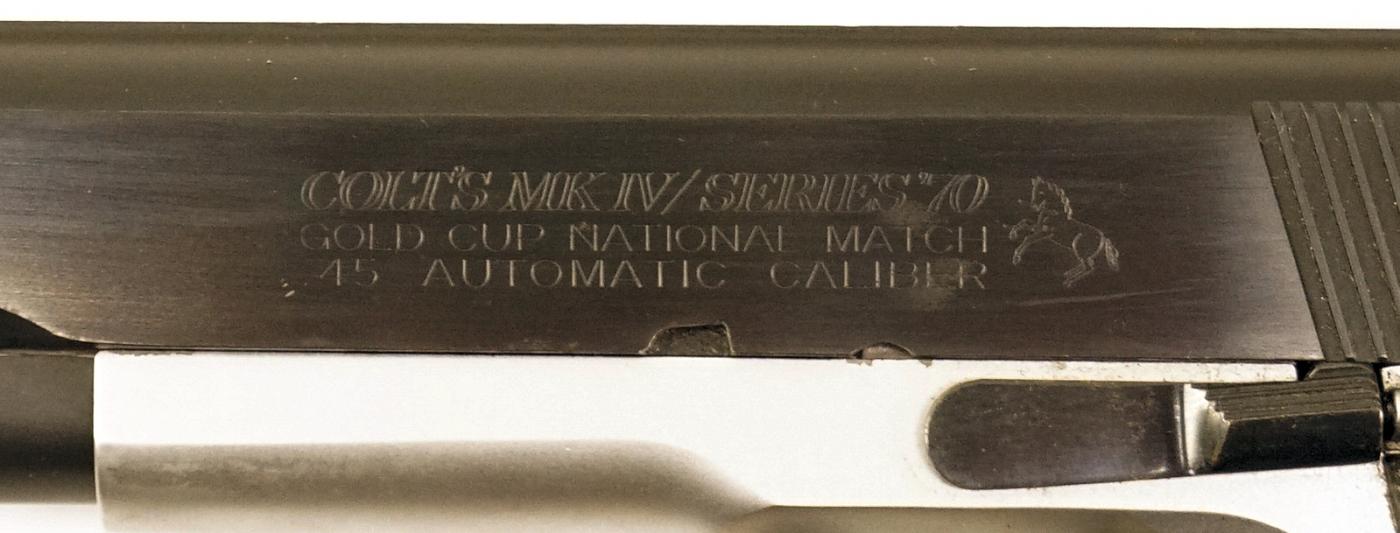 COLT'S MK IV/ SERIES '70
GOLD CUP NATIONAL MATCH
.45 AUTOMATIC CALIBER